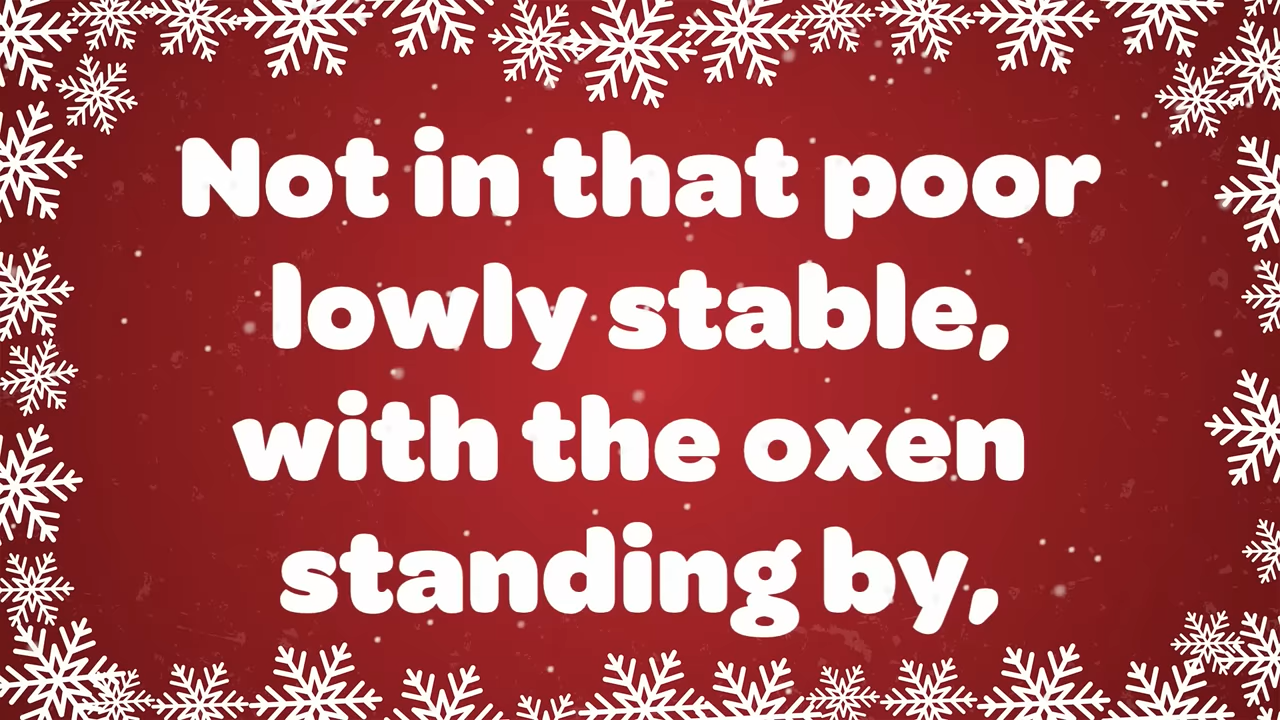 Not in that poor
lowly stable,
with the oxen
standing by,